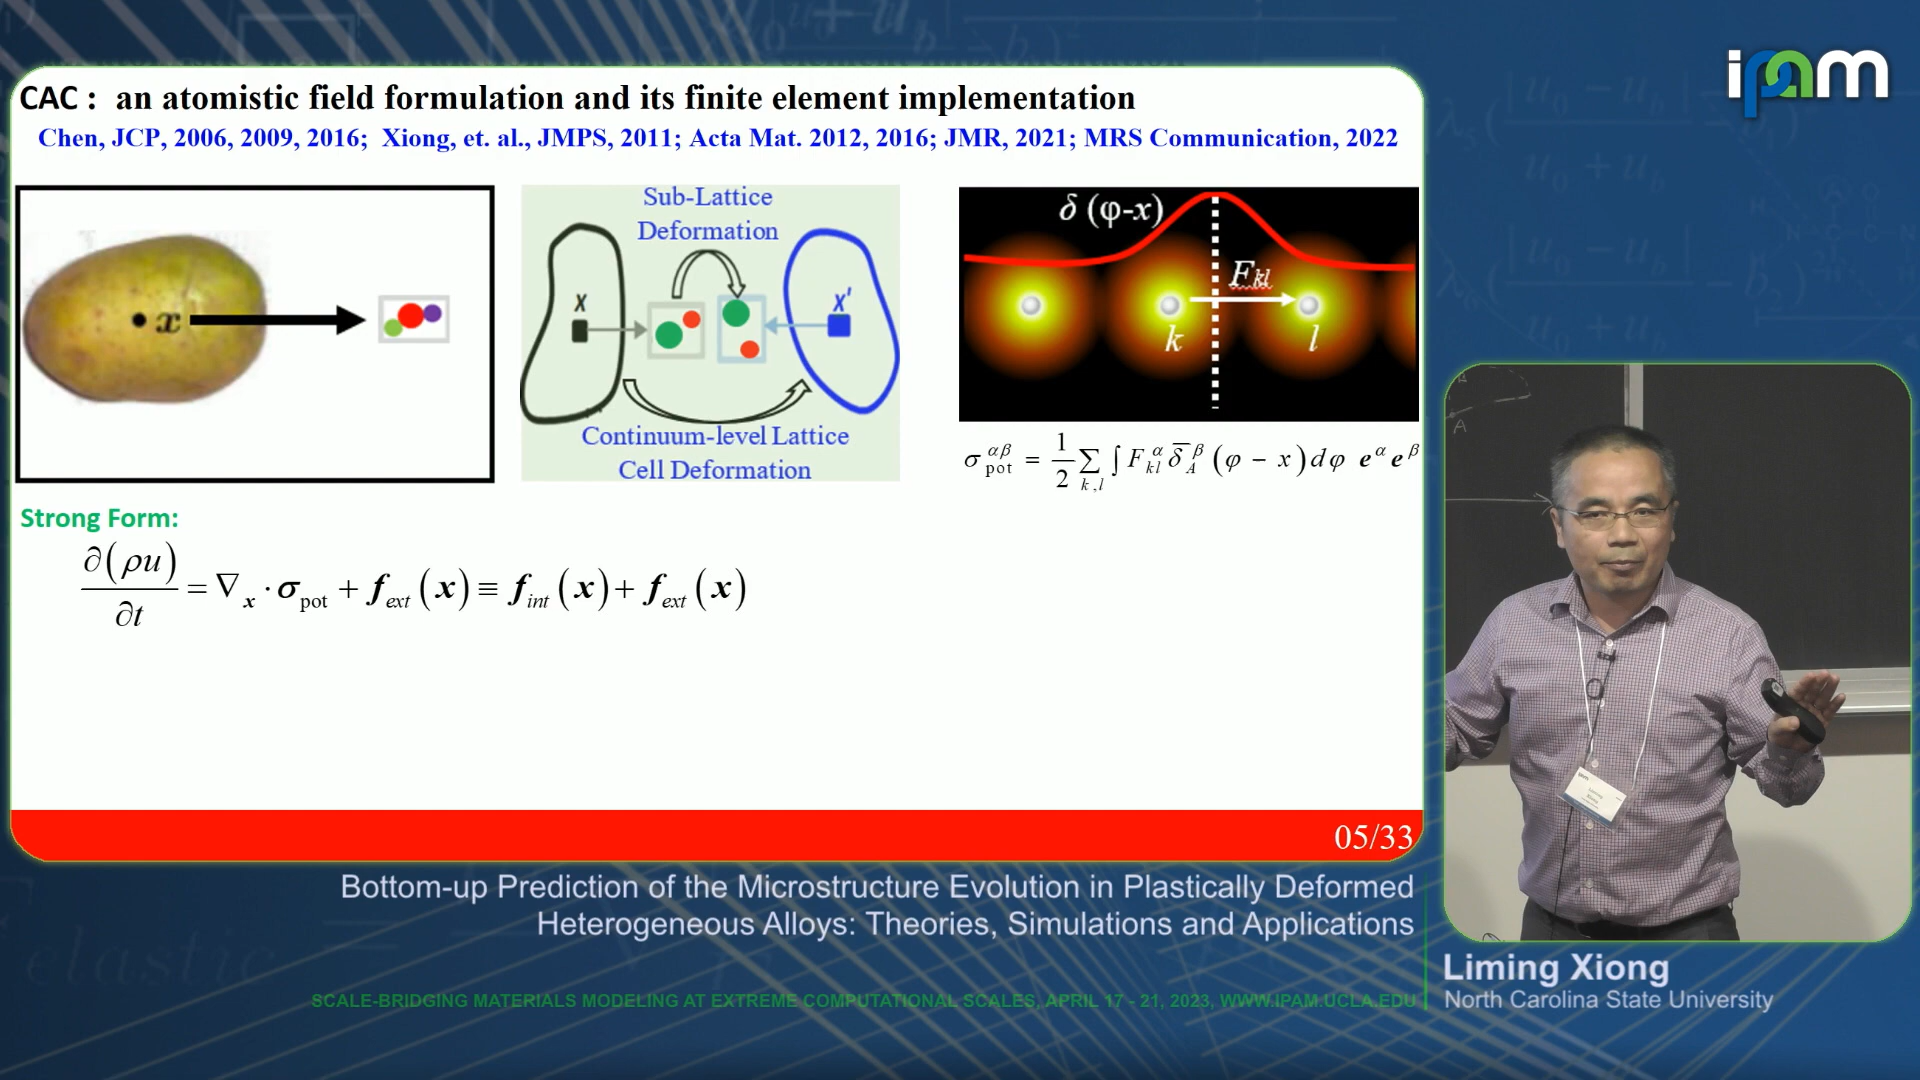 ipam
CAC : an atomistic field formulation and its finite element implementation
Chen, JCP, 2006, 2009, 2016; Xiong, et. al., JMPS, 2011; Acta Mat. 2012, 2016; JMR, 2021; MRS Communication, 2022
x
Sub-Lattice
Deformation
X
X'
Continuum-level Lattice
Cell Deformation
δ (φ-x)
F_kl
k
l
σ_pot^{αβ} = 1/2 Σ_{k,l} ∫ F_kl^α δ̄_A^β (φ − x) dφ e^α e^β
Strong Form:
∂(ρu)/∂t = ∇_x · σ_pot + f_ext (x) ≡ f_int (x) + f_ext (x)
05/33
Bottom-up Prediction of the Microstructure Evolution in Plastically Deformed
Heterogeneous Alloys: Theories, Simulations and Applications
Liming Xiong
North Carolina State University
SCALE-BRIDGING MATERIALS MODELING AT EXTREME COMPUTATIONAL SCALES, APRIL 17 - 21, 2023, WWW.IPAM.UCLA.EDU